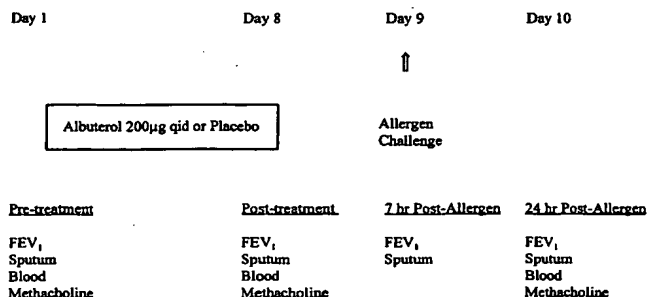 Day 1 Day 8 Day 9 Day 10
Albuterol 200μg qid or Placebo
Allergen
Challenge
Pre-treatment Post-treatment 7 hr Post-Allergen 24 hr Post-Allergen
FEV₁ FEV₁ FEV₁ FEV₁
Sputum Sputum Sputum Sputum
Blood Blood Blood
Methacholine Methacholine Methacholine